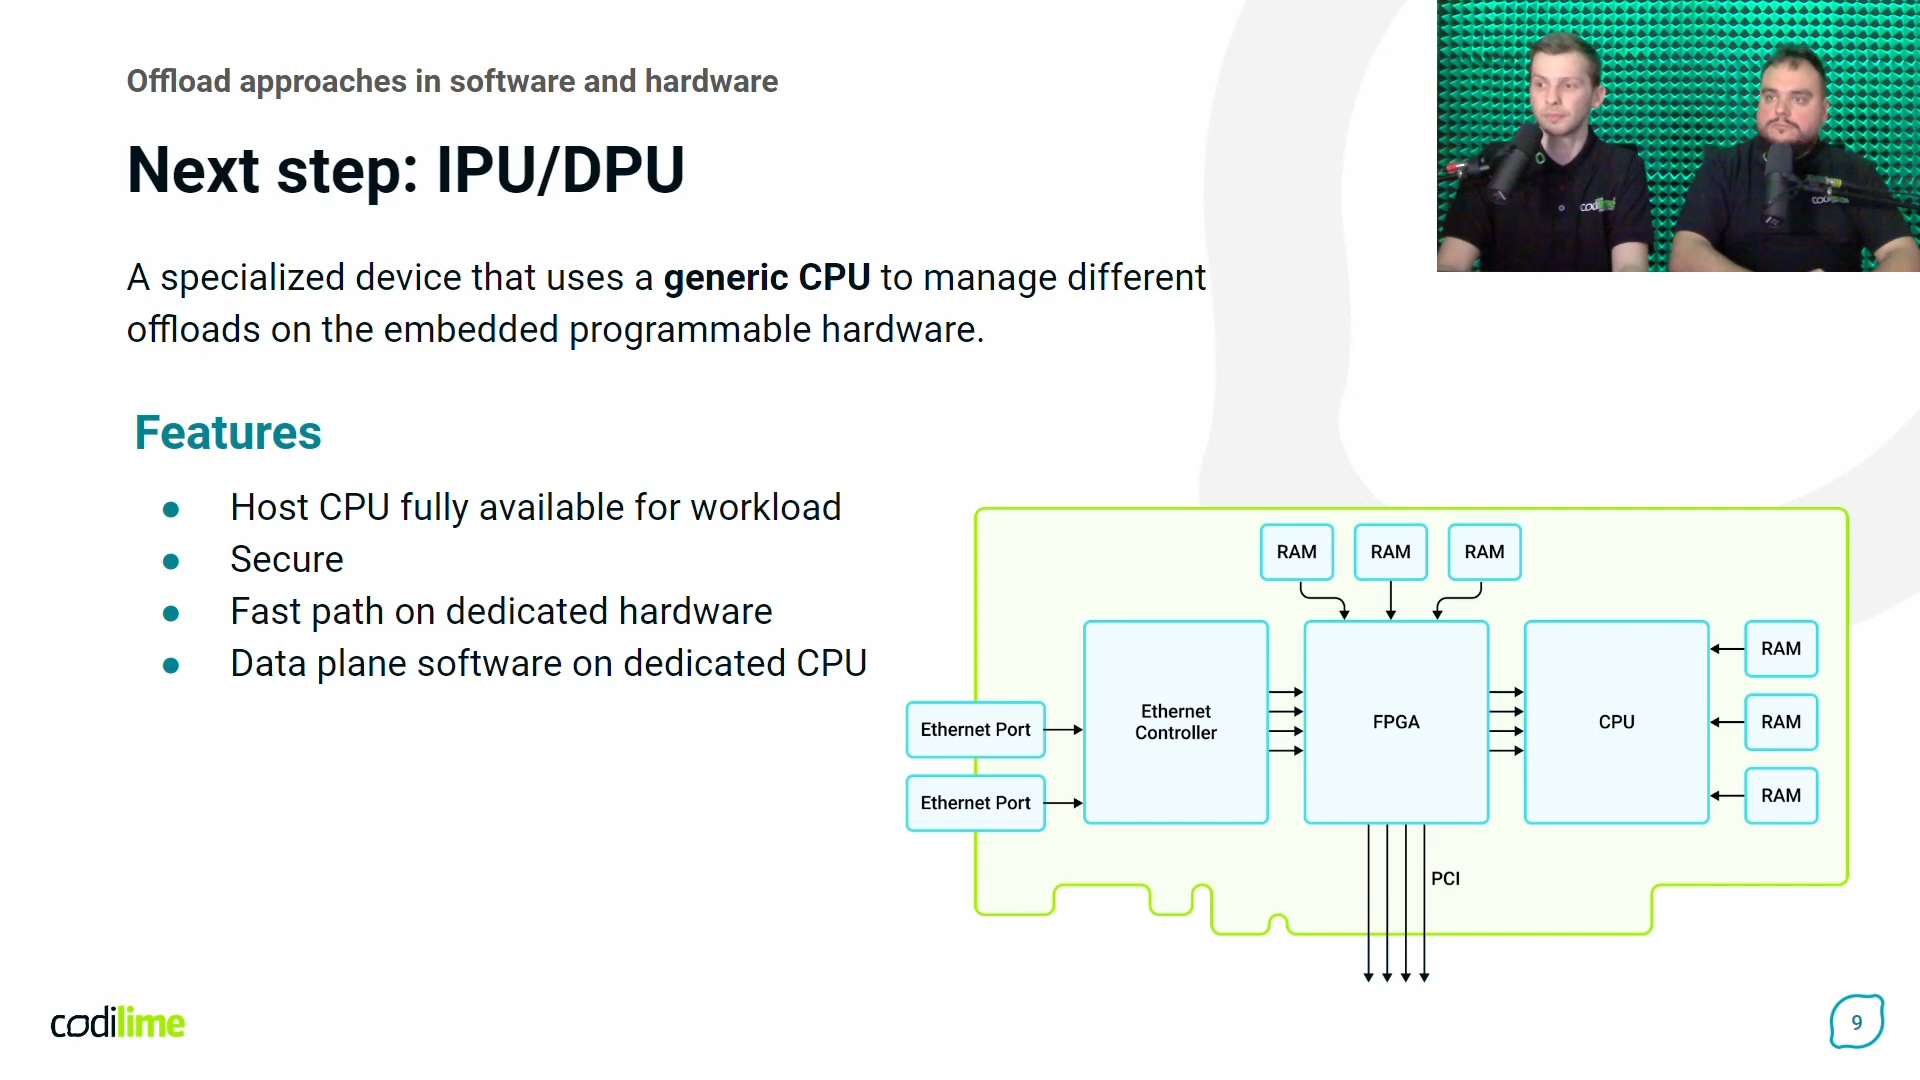 Offload approaches in software and hardware
Next step: IPU/DPU
A specialized device that uses a generic CPU to manage different
offloads on the embedded programmable hardware.
Features
● Host CPU fully available for workload
● Secure
● Fast path on dedicated hardware
● Data plane software on dedicated CPU
RAM RAM RAM
Ethernet Port
Ethernet Port
Ethernet
Controller
FPGA
CPU
RAM
RAM
RAM
PCI
codilime
codilime
codilime
9